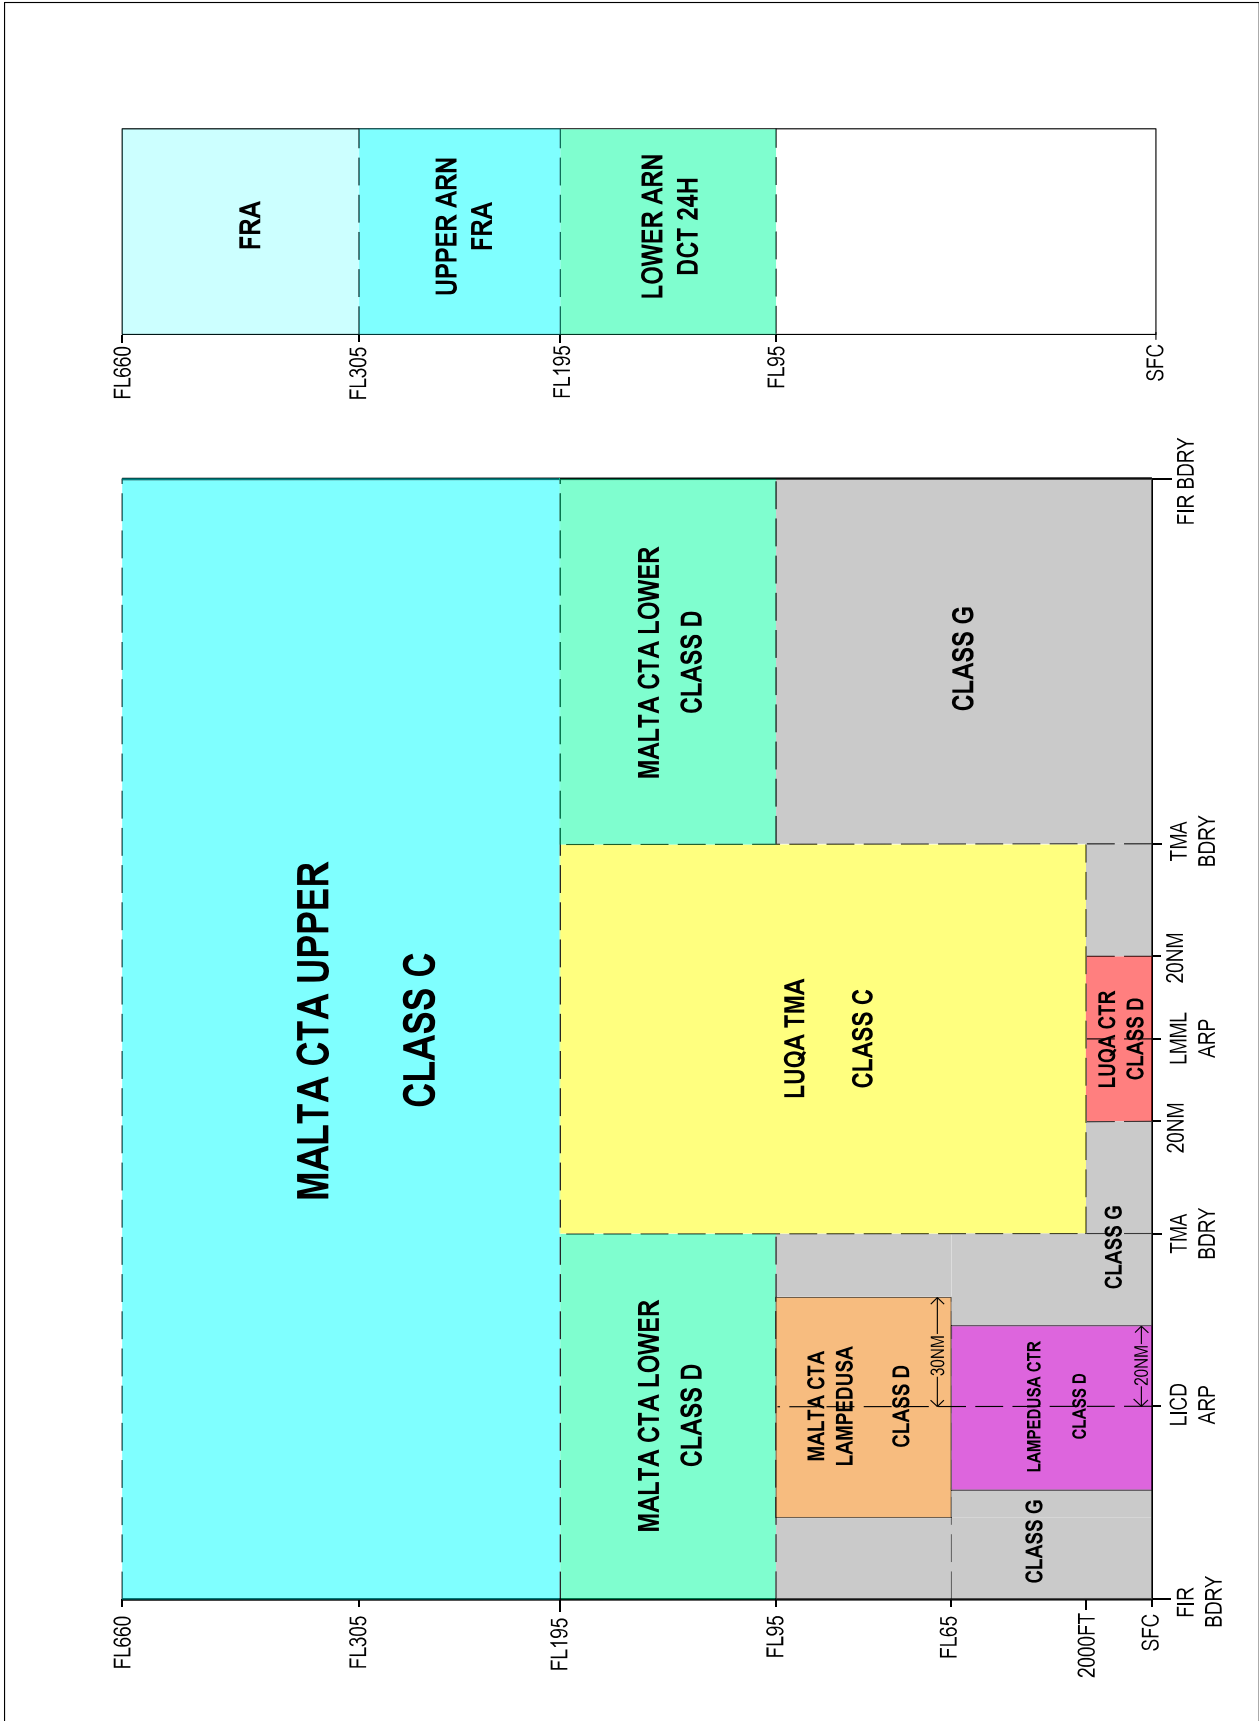 FL660
FL305
FL195
FL95
FL65
2000FT
SFC
MALTA CTA UPPER
CLASS C
MALTA CTA LOWER
CLASS D
MALTA CTA LOWER
CLASS D
LUQA TMA
CLASS C
MALTA CTA
LAMPEDUSA
CLASS D
30NM
CLASS G
LAMPEDUSA CTR
CLASS D
20NM
CLASS G
LUQA CTR
CLASS D
CLASS G
FIR
BDRY
LICD
ARP
TMA
BDRY
20NM
LMML
ARP
20NM
TMA
BDRY
FIR BDRY
FL660
FL305
FL195
FL95
SFC
FRA
UPPER ARN
FRA
LOWER ARN
DCT 24H